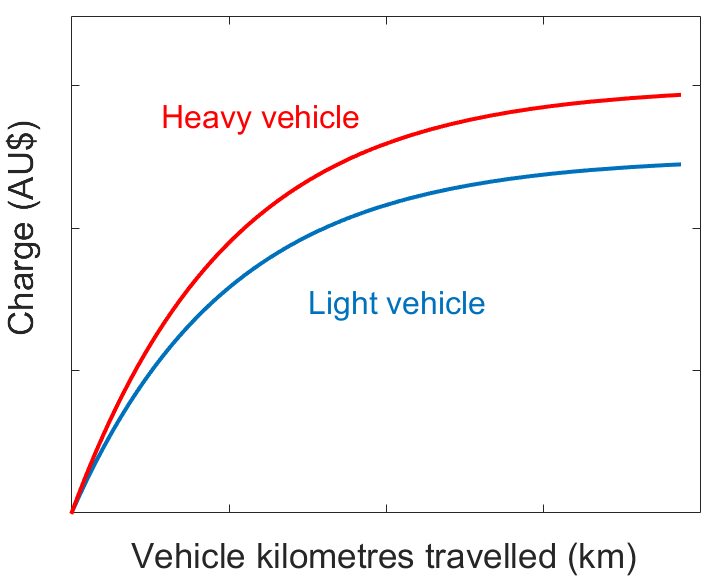 Heavy vehicle
Charge (AU$)
Light vehicle
Vehicle kilometres travelled (km)